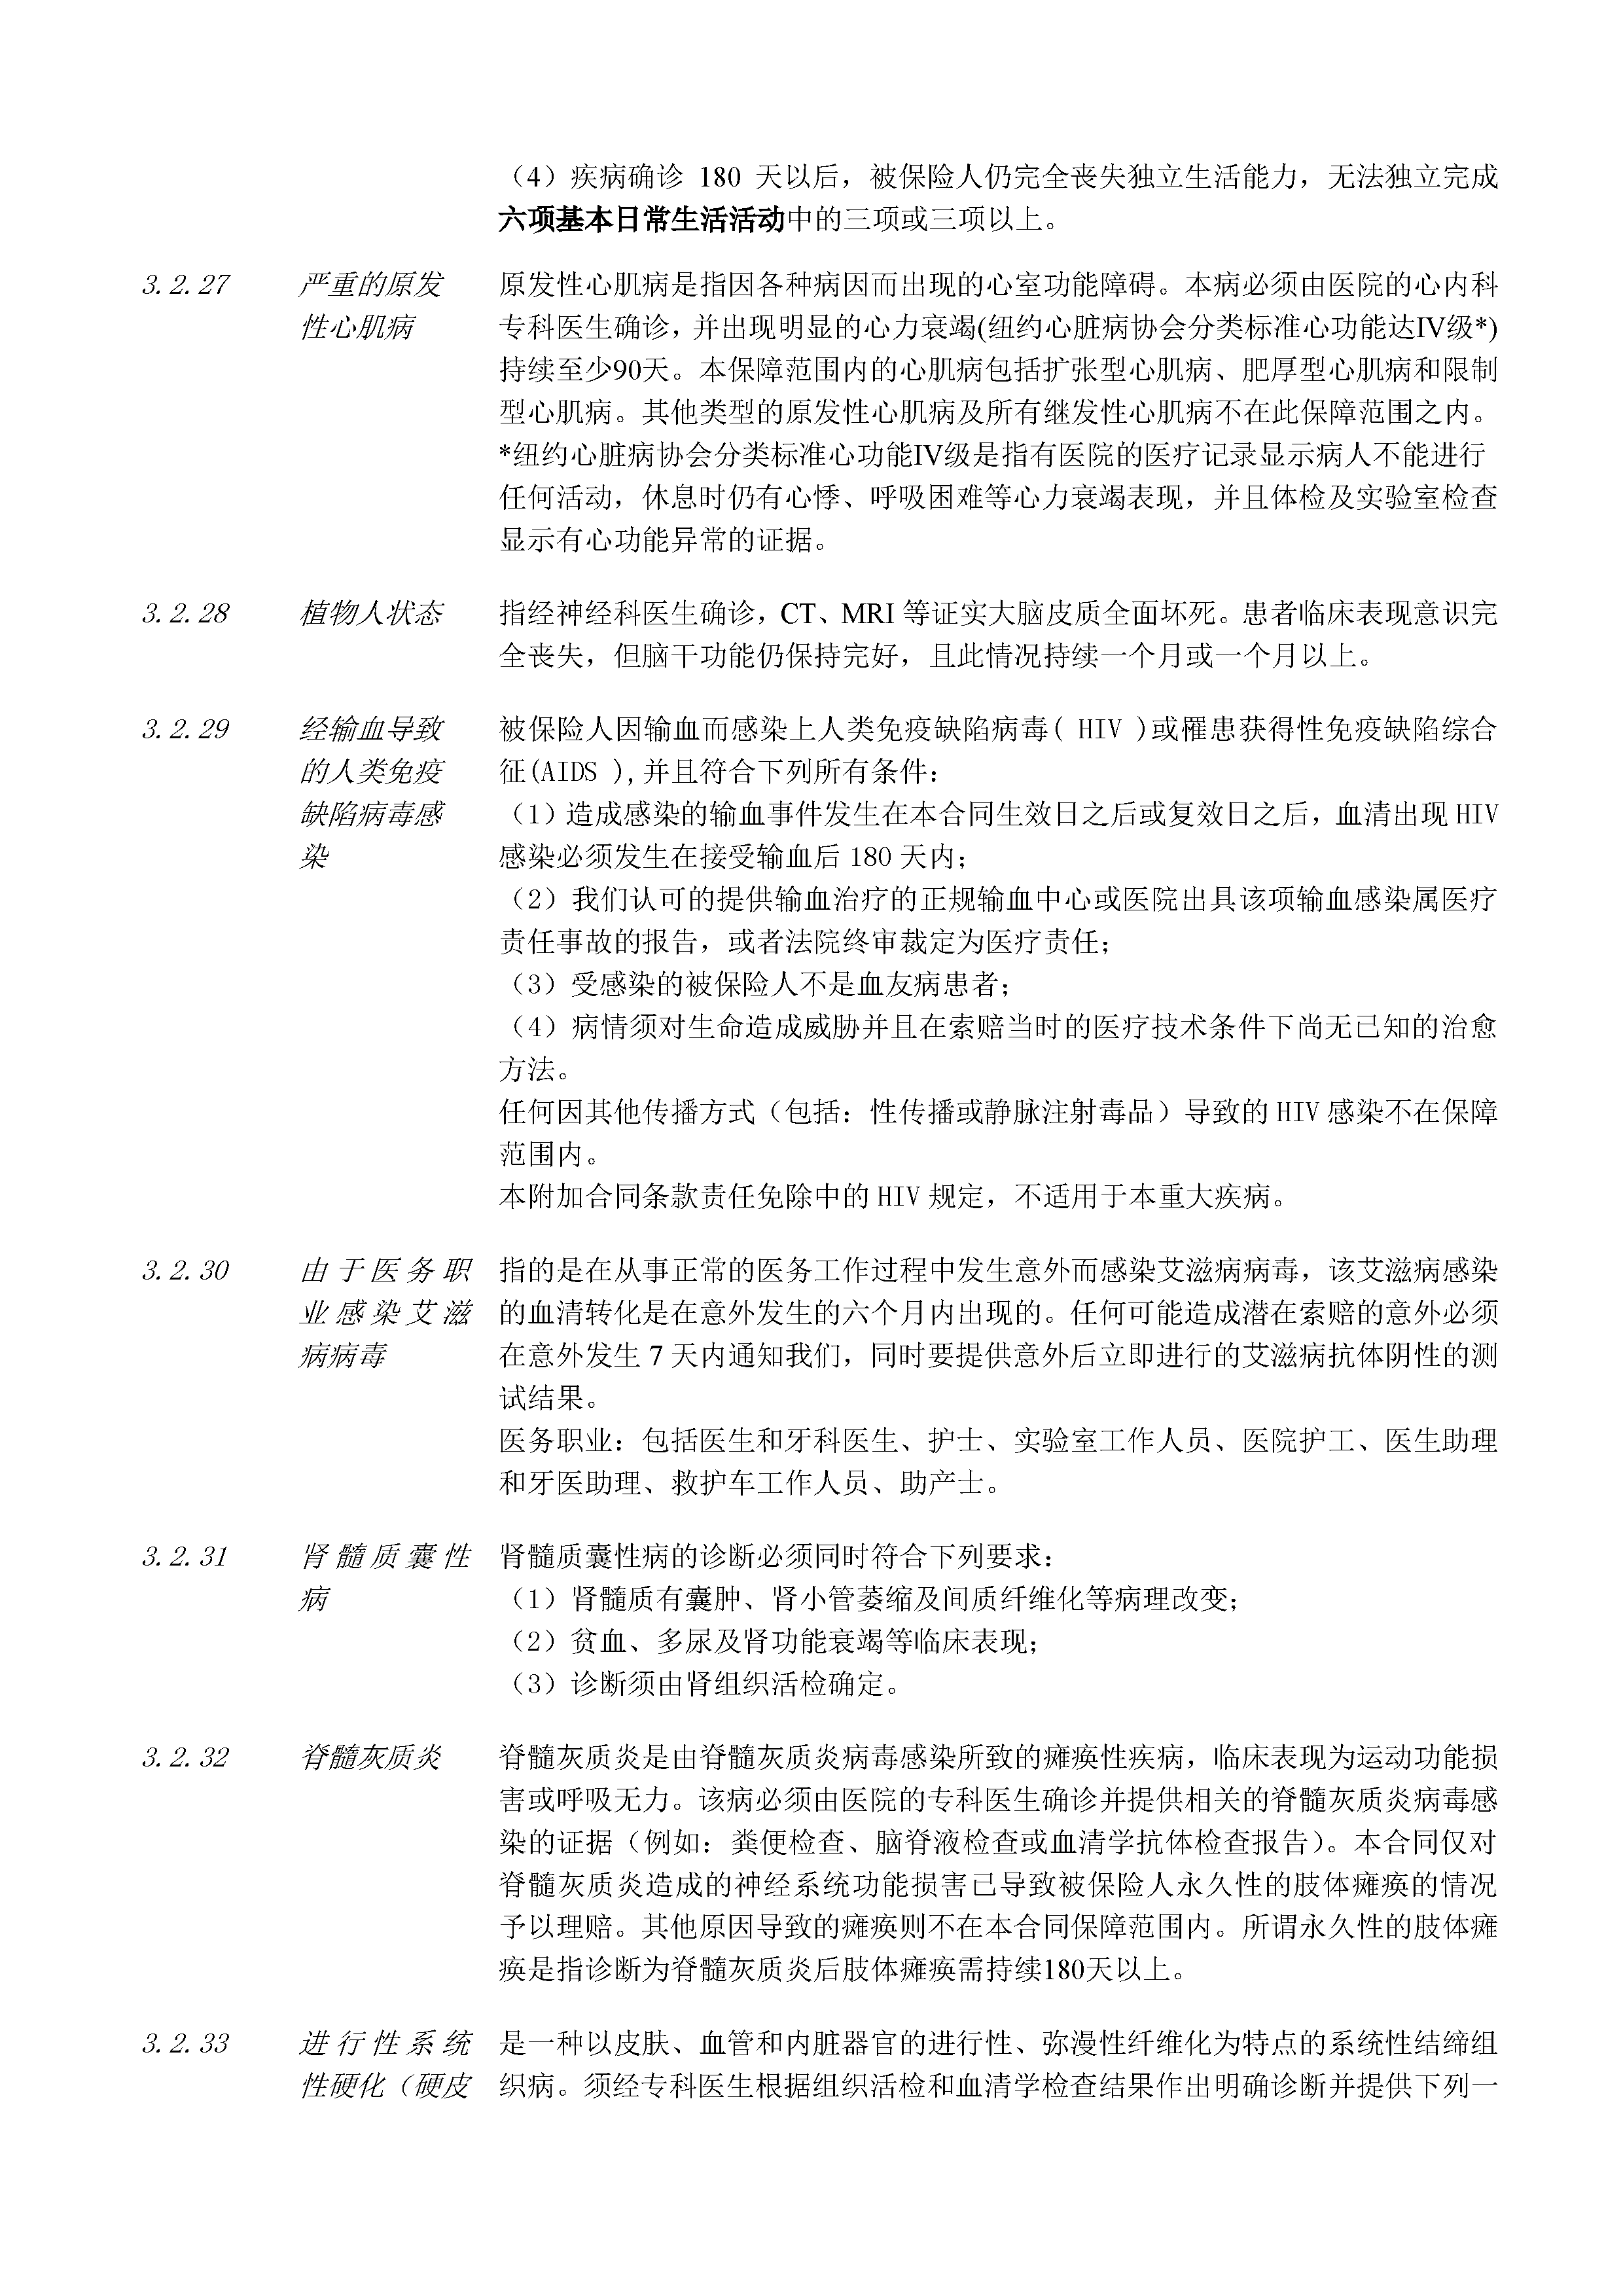 （4）疾病确诊 180 天以后，被保险人仍完全丧失独立生活能力，无法独立完成
六项基本日常生活活动中的三项或三项以上。
3.2.27 严重的原发 原发性心肌病是指因各种病因而出现的心室功能障碍。本病必须由医院的心内科
性心肌病 专科医生确诊，并出现明显的心力衰竭(纽约心脏病协会分类标准心功能达IV级*)
持续至少90天。本保障范围内的心肌病包括扩张型心肌病、肥厚型心肌病和限制
型心肌病。其他类型的原发性心肌病及所有继发性心肌病不在此保障范围之内。
*纽约心脏病协会分类标准心功能IV级是指有医院的医疗记录显示病人不能进行
任何活动，休息时仍有心悸、呼吸困难等心力衰竭表现，并且体检及实验室检查
显示有心功能异常的证据。
3.2.28 植物人状态 指经神经科医生确诊，CT、MRI 等证实大脑皮质全面坏死。患者临床表现意识完
全丧失，但脑干功能仍保持完好，且此情况持续一个月或一个月以上。
3.2.29 经输血导致 被保险人因输血而感染上人类免疫缺陷病毒( HIV )或罹患获得性免疫缺陷综合
的人类免疫 征(AIDS ),并且符合下列所有条件：
缺陷病毒感 （1）造成感染的输血事件发生在本合同生效日之后或复效日之后，血清出现 HIV
染 感染必须发生在接受输血后 180 天内；
（2）我们认可的提供输血治疗的正规输血中心或医院出具该项输血感染属医疗
责任事故的报告，或者法院终审裁定为医疗责任；
（3）受感染的被保险人不是血友病患者；
（4）病情须对生命造成威胁并且在索赔当时的医疗技术条件下尚无已知的治愈
方法。
任何因其他传播方式（包括：性传播或静脉注射毒品）导致的 HIV 感染不在保障
范围内。
本附加合同条款责任免除中的 HIV 规定，不适用于本重大疾病。
3.2.30 由于医务职 指的是在从事正常的医务工作过程中发生意外而感染艾滋病病毒，该艾滋病感染
业感染艾滋 的血清转化是在意外发生的六个月内出现的。任何可能造成潜在索赔的意外必须
病病毒 在意外发生 7 天内通知我们，同时要提供意外后立即进行的艾滋病抗体阴性的测
试结果。
医务职业：包括医生和牙科医生、护士、实验室工作人员、医院护工、医生助理
和牙医助理、救护车工作人员、助产士。
3.2.31 肾髓质囊性 肾髓质囊性病的诊断必须同时符合下列要求：
病 （1）肾髓质有囊肿、肾小管萎缩及间质纤维化等病理改变；
（2）贫血、多尿及肾功能衰竭等临床表现；
（3）诊断须由肾组织活检确定。
3.2.32 脊髓灰质炎 脊髓灰质炎是由脊髓灰质炎病毒感染所致的瘫痪性疾病，临床表现为运动功能损
害或呼吸无力。该病必须由医院的专科医生确诊并提供相关的脊髓灰质炎病毒感
染的证据（例如：粪便检查、脑脊液检查或血清学抗体检查报告）。本合同仅对
脊髓灰质炎造成的神经系统功能损害已导致被保险人永久性的肢体瘫痪的情况
予以理赔。其他原因导致的瘫痪则不在本合同保障范围内。所谓永久性的肢体瘫
痪是指诊断为脊髓灰质炎后肢体瘫痪需持续180天以上。
3.2.33 进行性系统 是一种以皮肤、血管和内脏器官的进行性、弥漫性纤维化为特点的系统性结缔组
性硬化（硬皮 织病。须经专科医生根据组织活检和血清学检查结果作出明确诊断并提供下列一